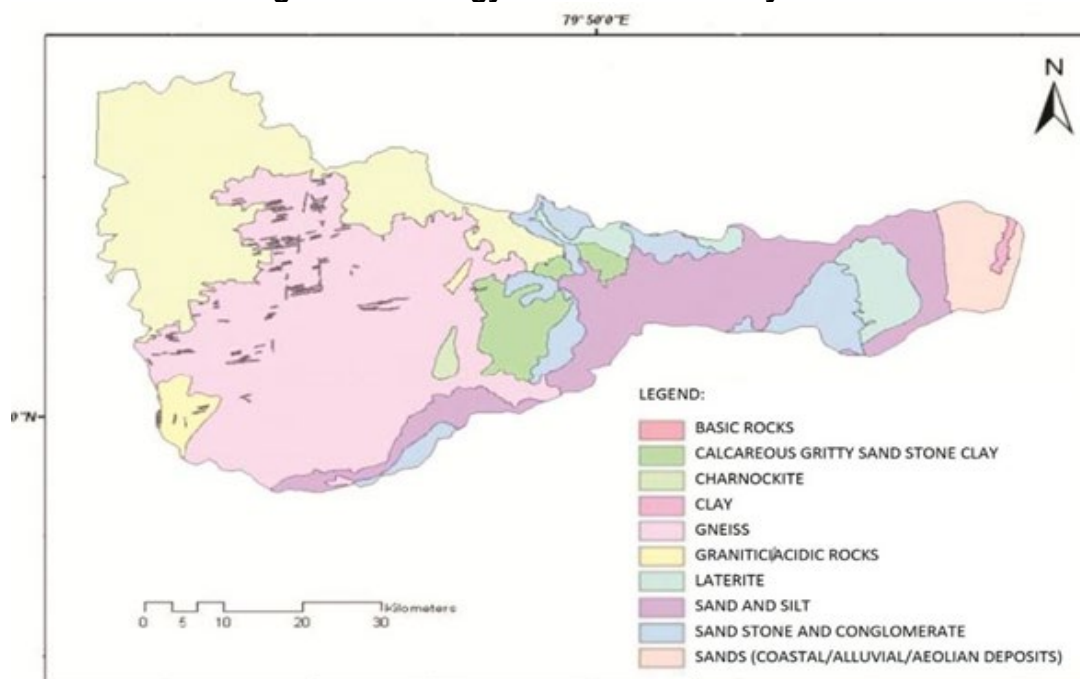 79° 50'0"E
N
0"N
LEGEND:
BASIC ROCKS
CALCAREOUS GRITTY SAND STONE CLAY
CHARNOCKITE
CLAY
GNEISS
GRANITIC/ACIDIC ROCKS
LATERITE
SAND AND SILT
SAND STONE AND CONGLOMERATE
SANDS (COASTAL/ALLUVIAL/AEOLIAN DEPOSITS)
Kilometers
0 5 10 20 30